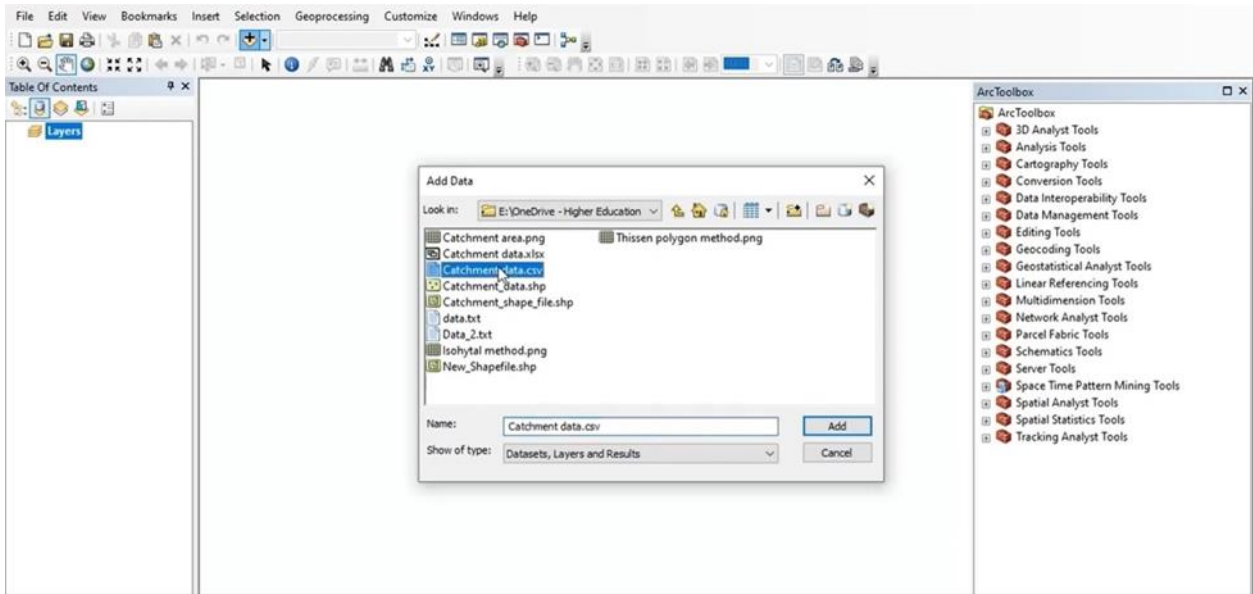 File Edit View Bookmarks Insert Selection Geoprocessing Customize Windows Help
Table Of Contents
Layers
Add Data
Look in: E:\OneDrive - Higher Education
Catchment area.png
Catchment data.xlsx
Catchment data.csv
Catchment_data.shp
Catchment_shape_file.shp
data.txt
Data_2.txt
Isohytal method.png
New_Shapefile.shp
Thissen polygon method.png
Name: Catchment data.csv
Add
Show of type: Datasets, Layers and Results
Cancel
ArcToolbox
ArcToolbox
3D Analyst Tools
Analysis Tools
Cartography Tools
Conversion Tools
Data Interoperability Tools
Data Management Tools
Editing Tools
Geocoding Tools
Geostatistical Analyst Tools
Linear Referencing Tools
Multidimension Tools
Network Analyst Tools
Parcel Fabric Tools
Schematics Tools
Server Tools
Space Time Pattern Mining Tools
Spatial Analyst Tools
Spatial Statistics Tools
Tracking Analyst Tools